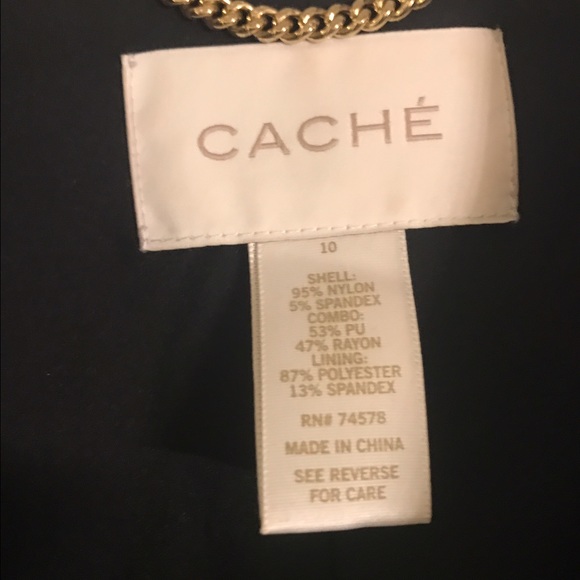 CACHÉ
10
SHELL:
95% NYLON
5% SPANDEX
COMBO:
53% PU
47% RAYON
LINING:
87% POLYESTER
13% SPANDEX
RN# 74578
MADE IN CHINA
SEE REVERSE
FOR CARE